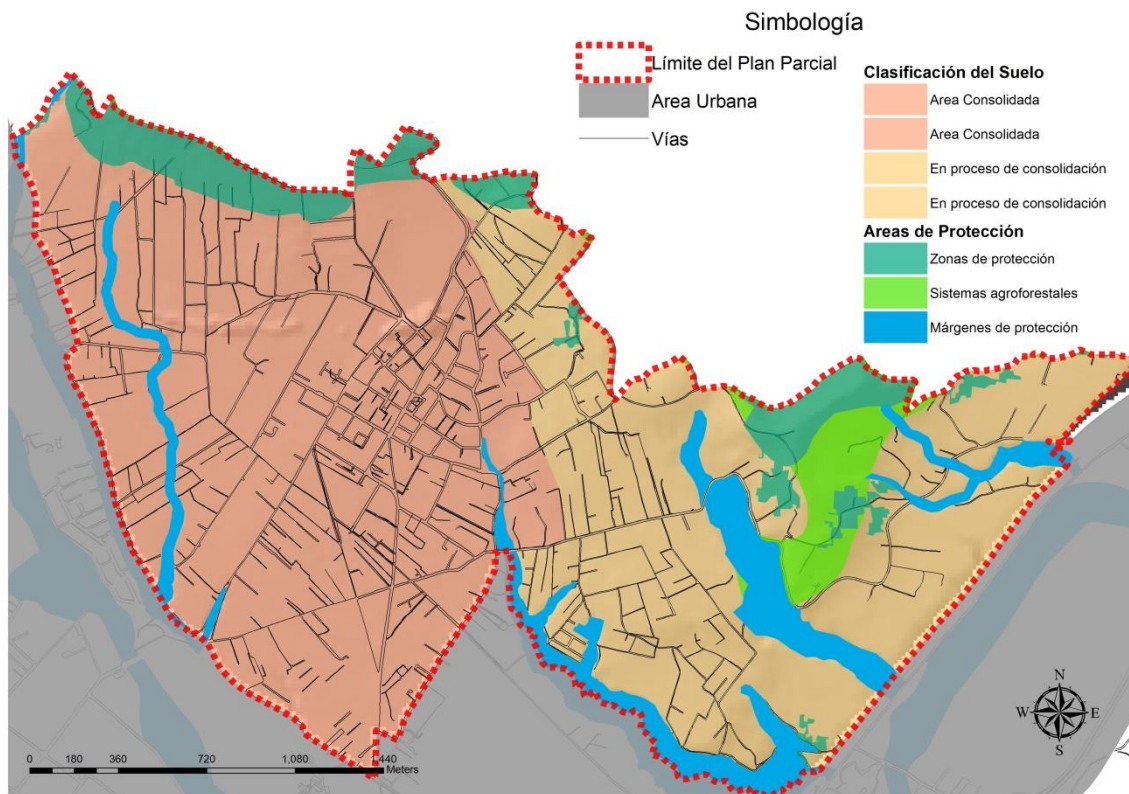 Simbología
Límite del Plan Parcial
Area Urbana
Vías
Clasificación del Suelo
Area Consolidada
Area Consolidada
En proceso de consolidación
En proceso de consolidación
Areas de Protección
Zonas de protección
Sistemas agroforestales
Márgenes de protección
N
W E
S
0 180 360 720 1,080 1,440
Meters